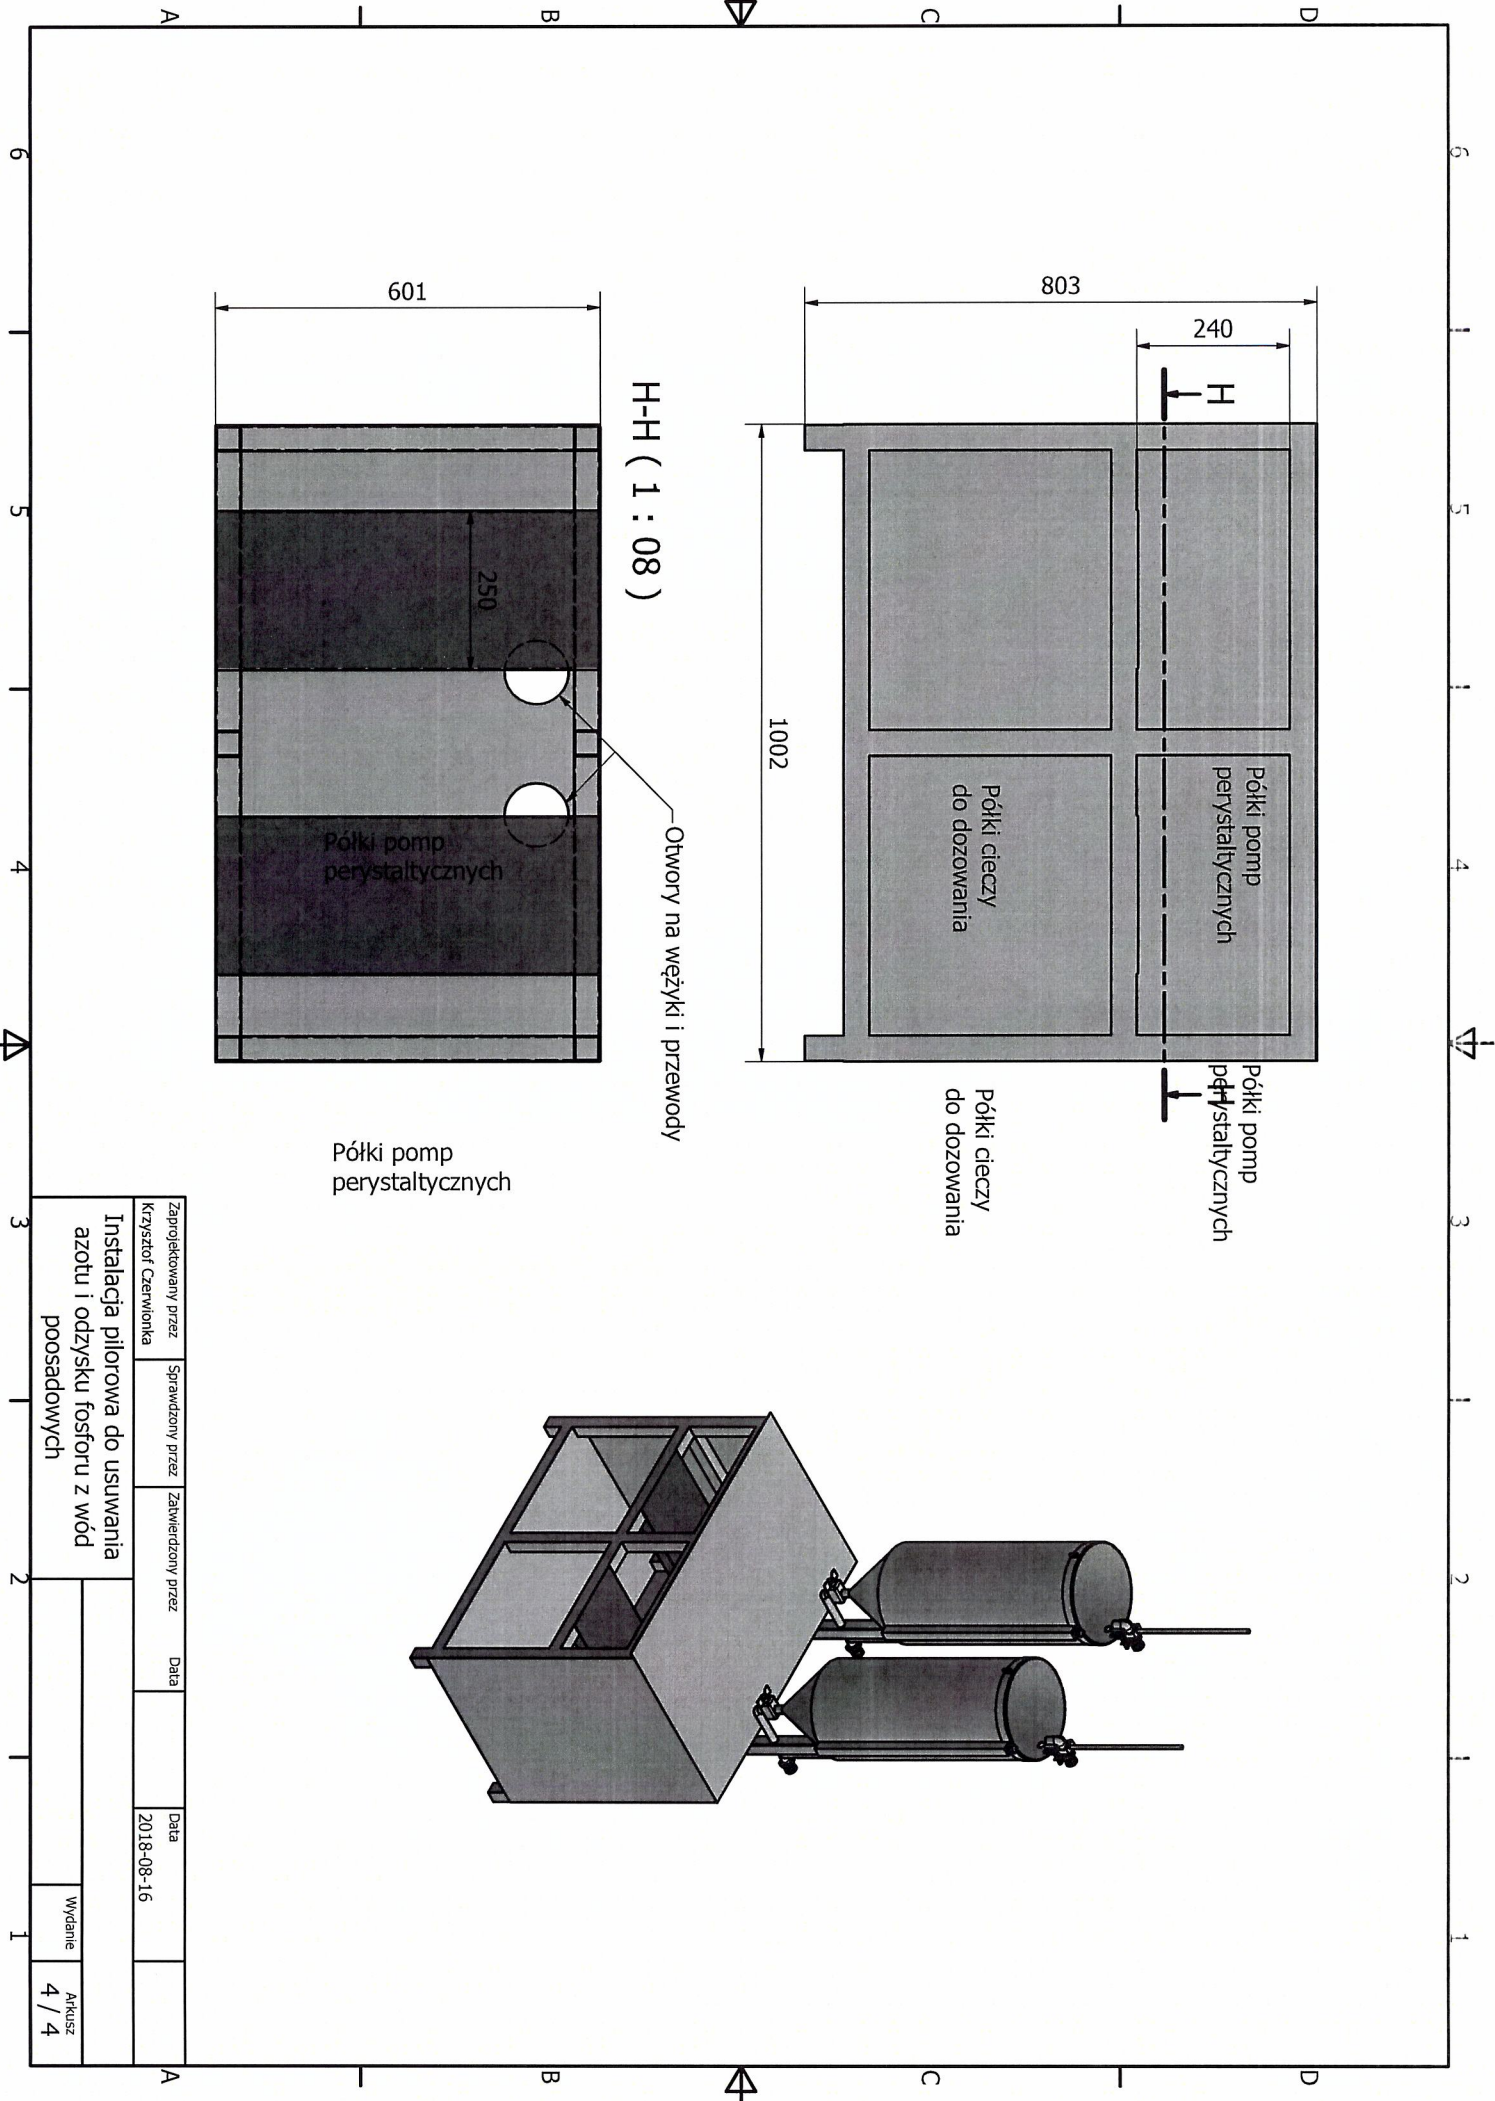 6
5
4
3
2
1
D
C
B
A
803
240
H
H
Półki pomp
perystaltycznych
Półki cieczy
do dozowania
Półki pomp
perystaltycznych
Półki cieczy
do dozowania
1002
H-H ( 1 : 08 )
601
250
Otwory na wężyki i przewody
Półki pomp
perystaltycznych
Półki pomp
perystaltycznych
Zaprojektowany przez
Krzysztof Czerwionka
Sprawdzony przez
Zatwierdzony przez
Data
Data
2018-08-16
Instalacja pilorowa do usuwania
azotu i odzysku fosforu z wód
poosadowych
Wydanie
Arkusz
4 / 4
D
C
B
A
6
5
4
3
2
1